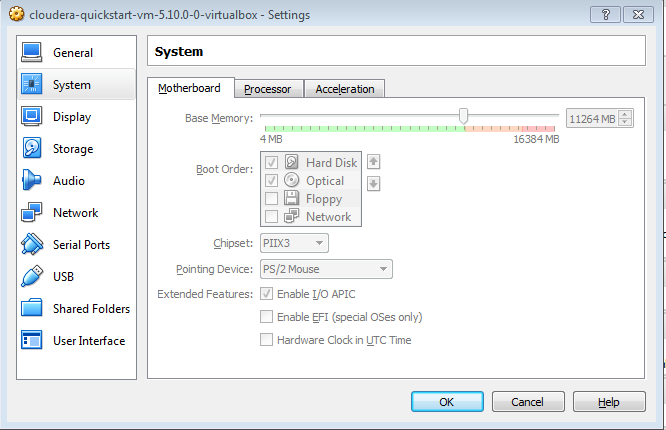 cloudera-quickstart-vm-5.10.0-0-virtualbox - Settings
?
General
System
Display
Storage
Audio
Network
Serial Ports
USB
Shared Folders
User Interface
System
Motherboard Processor Acceleration
Base Memory: 11264 MB
4 MB 16384 MB
Boot Order: Hard Disk
Optical
Floppy
Network
Chipset: PIIX3
Pointing Device: PS/2 Mouse
Extended Features: Enable I/O APIC
Enable EFI (special OSes only)
Hardware Clock in UTC Time
OK Cancel Help